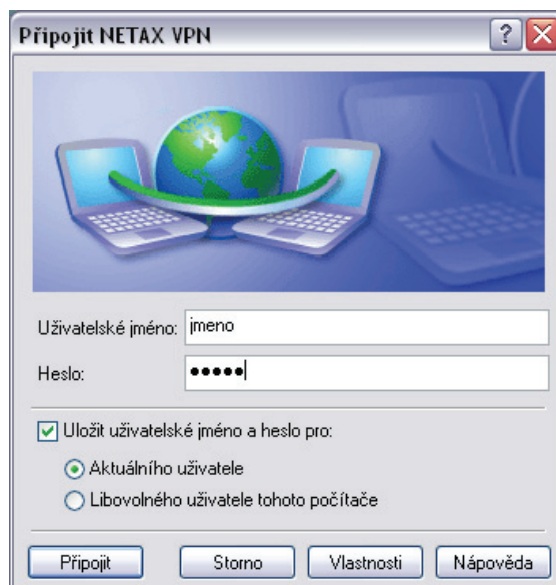 Připojit NETAX VPN
Uživatelské jméno: jmeno
Heslo: •••••
Uložit uživatelské jméno a heslo pro:
Aktuálního uživatele
Libovolného uživatele tohoto počítače
Připojit Storno Vlastnosti Nápověda